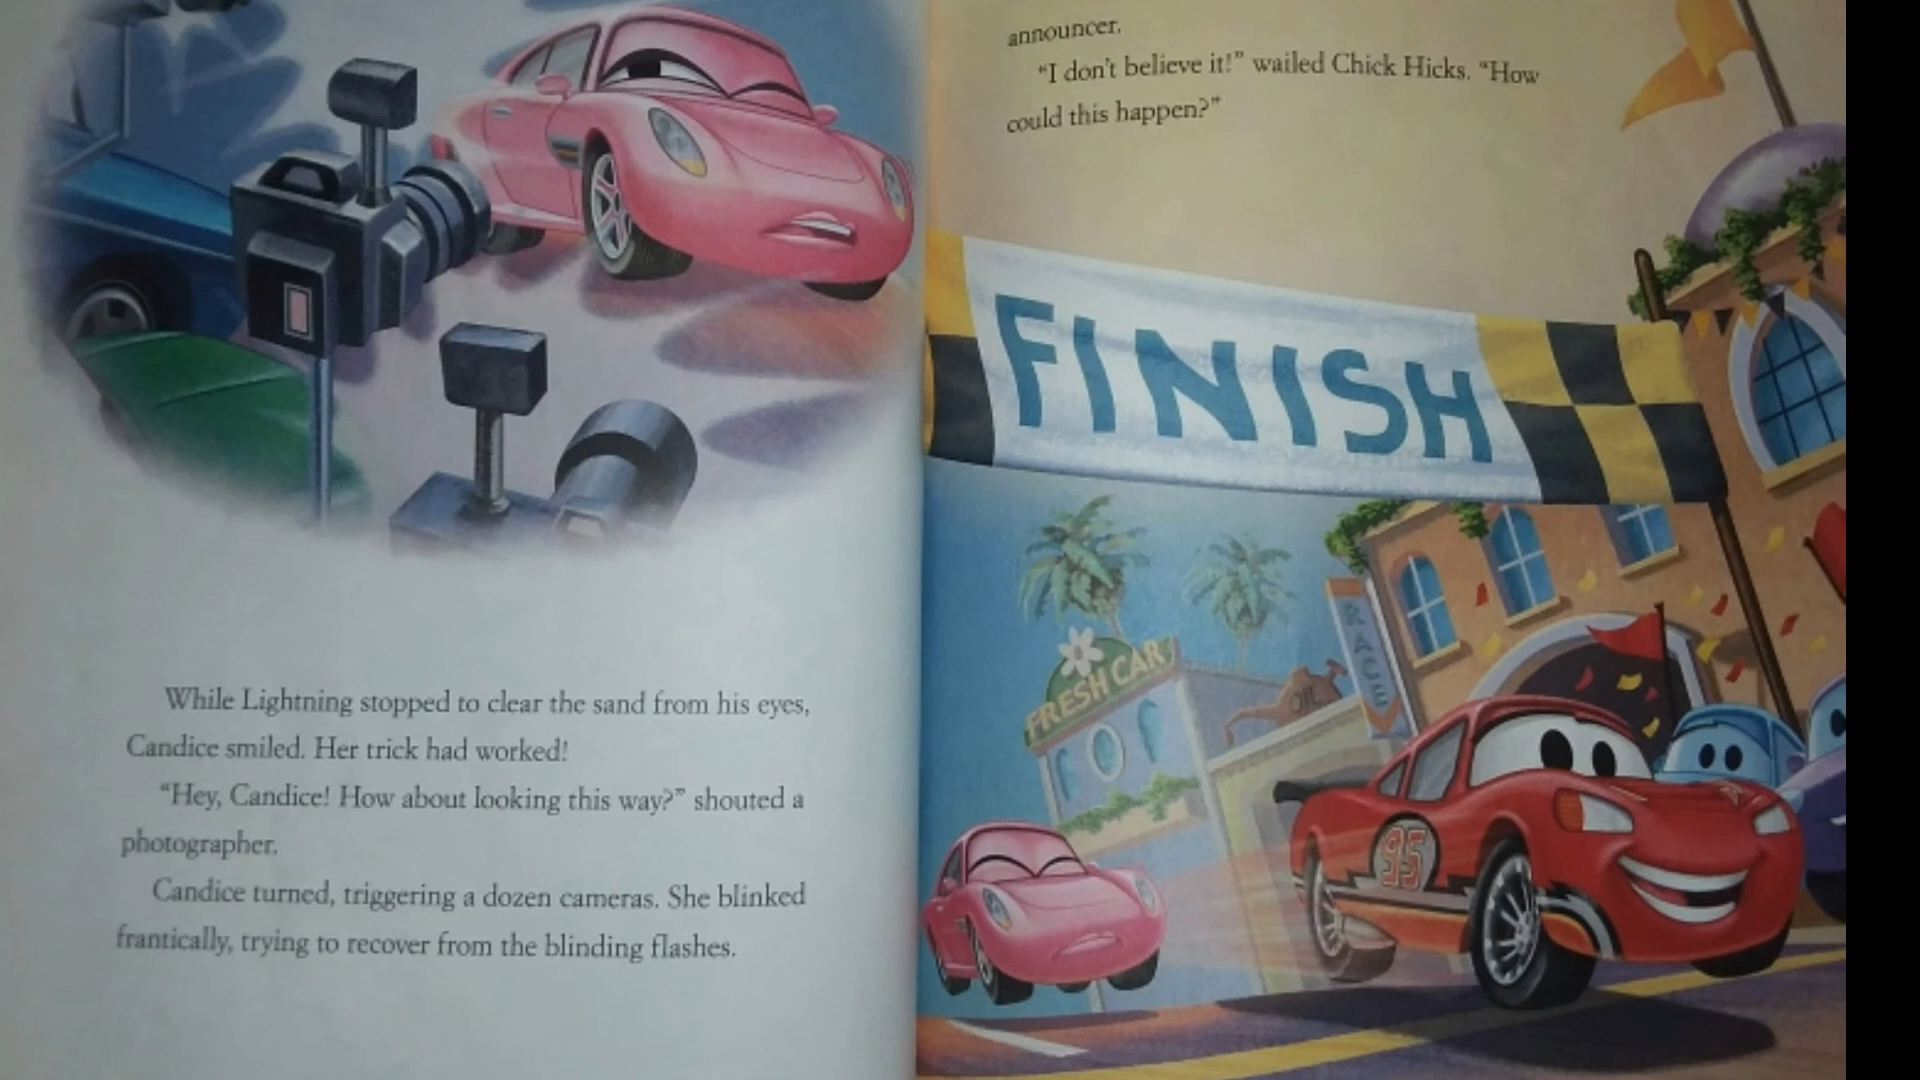 While Lightning stopped to clear the sand from his eyes,
Candice smiled. Her trick had worked!
“Hey, Candice! How about looking this way?” shouted a
photographer.
Candice turned, triggering a dozen cameras. She blinked
frantically, trying to recover from the blinding flashes.
announcer.
“I don’t believe it!” wailed Chick Hicks. “How
could this happen?”
FINISH
FRESH CAR
OIL
95